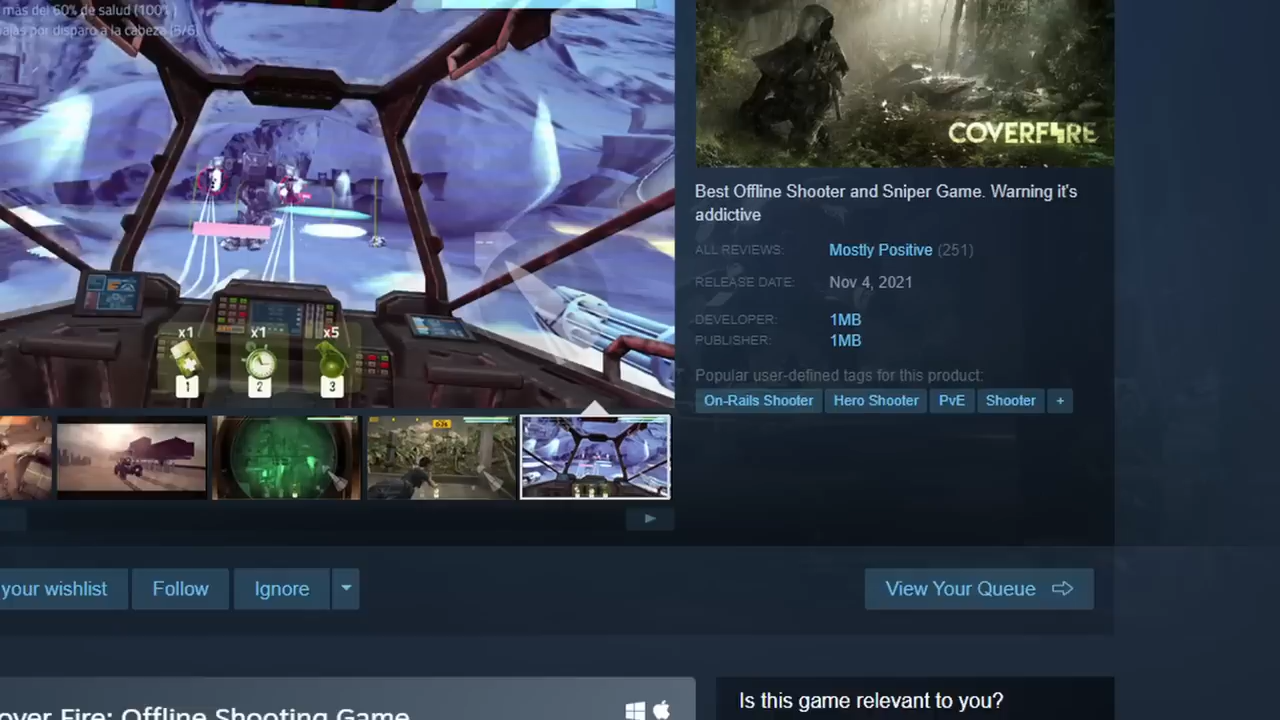 más del 60% de salud (100%)
ajas por disparo a la cabeza (5/6)
x1
x1
x5
1
2
3
COVERFIRE
Best Offline Shooter and Sniper Game. Warning it's
addictive
ALL REVIEWS: Mostly Positive (251)
RELEASE DATE: Nov 4, 2021
DEVELOPER: 1MB
PUBLISHER: 1MB
Popular user-defined tags for this product:
On-Rails Shooter Hero Shooter PvE Shooter +
your wishlist Follow Ignore View Your Queue
over Fire: Offline Shooting Game
Is this game relevant to you?